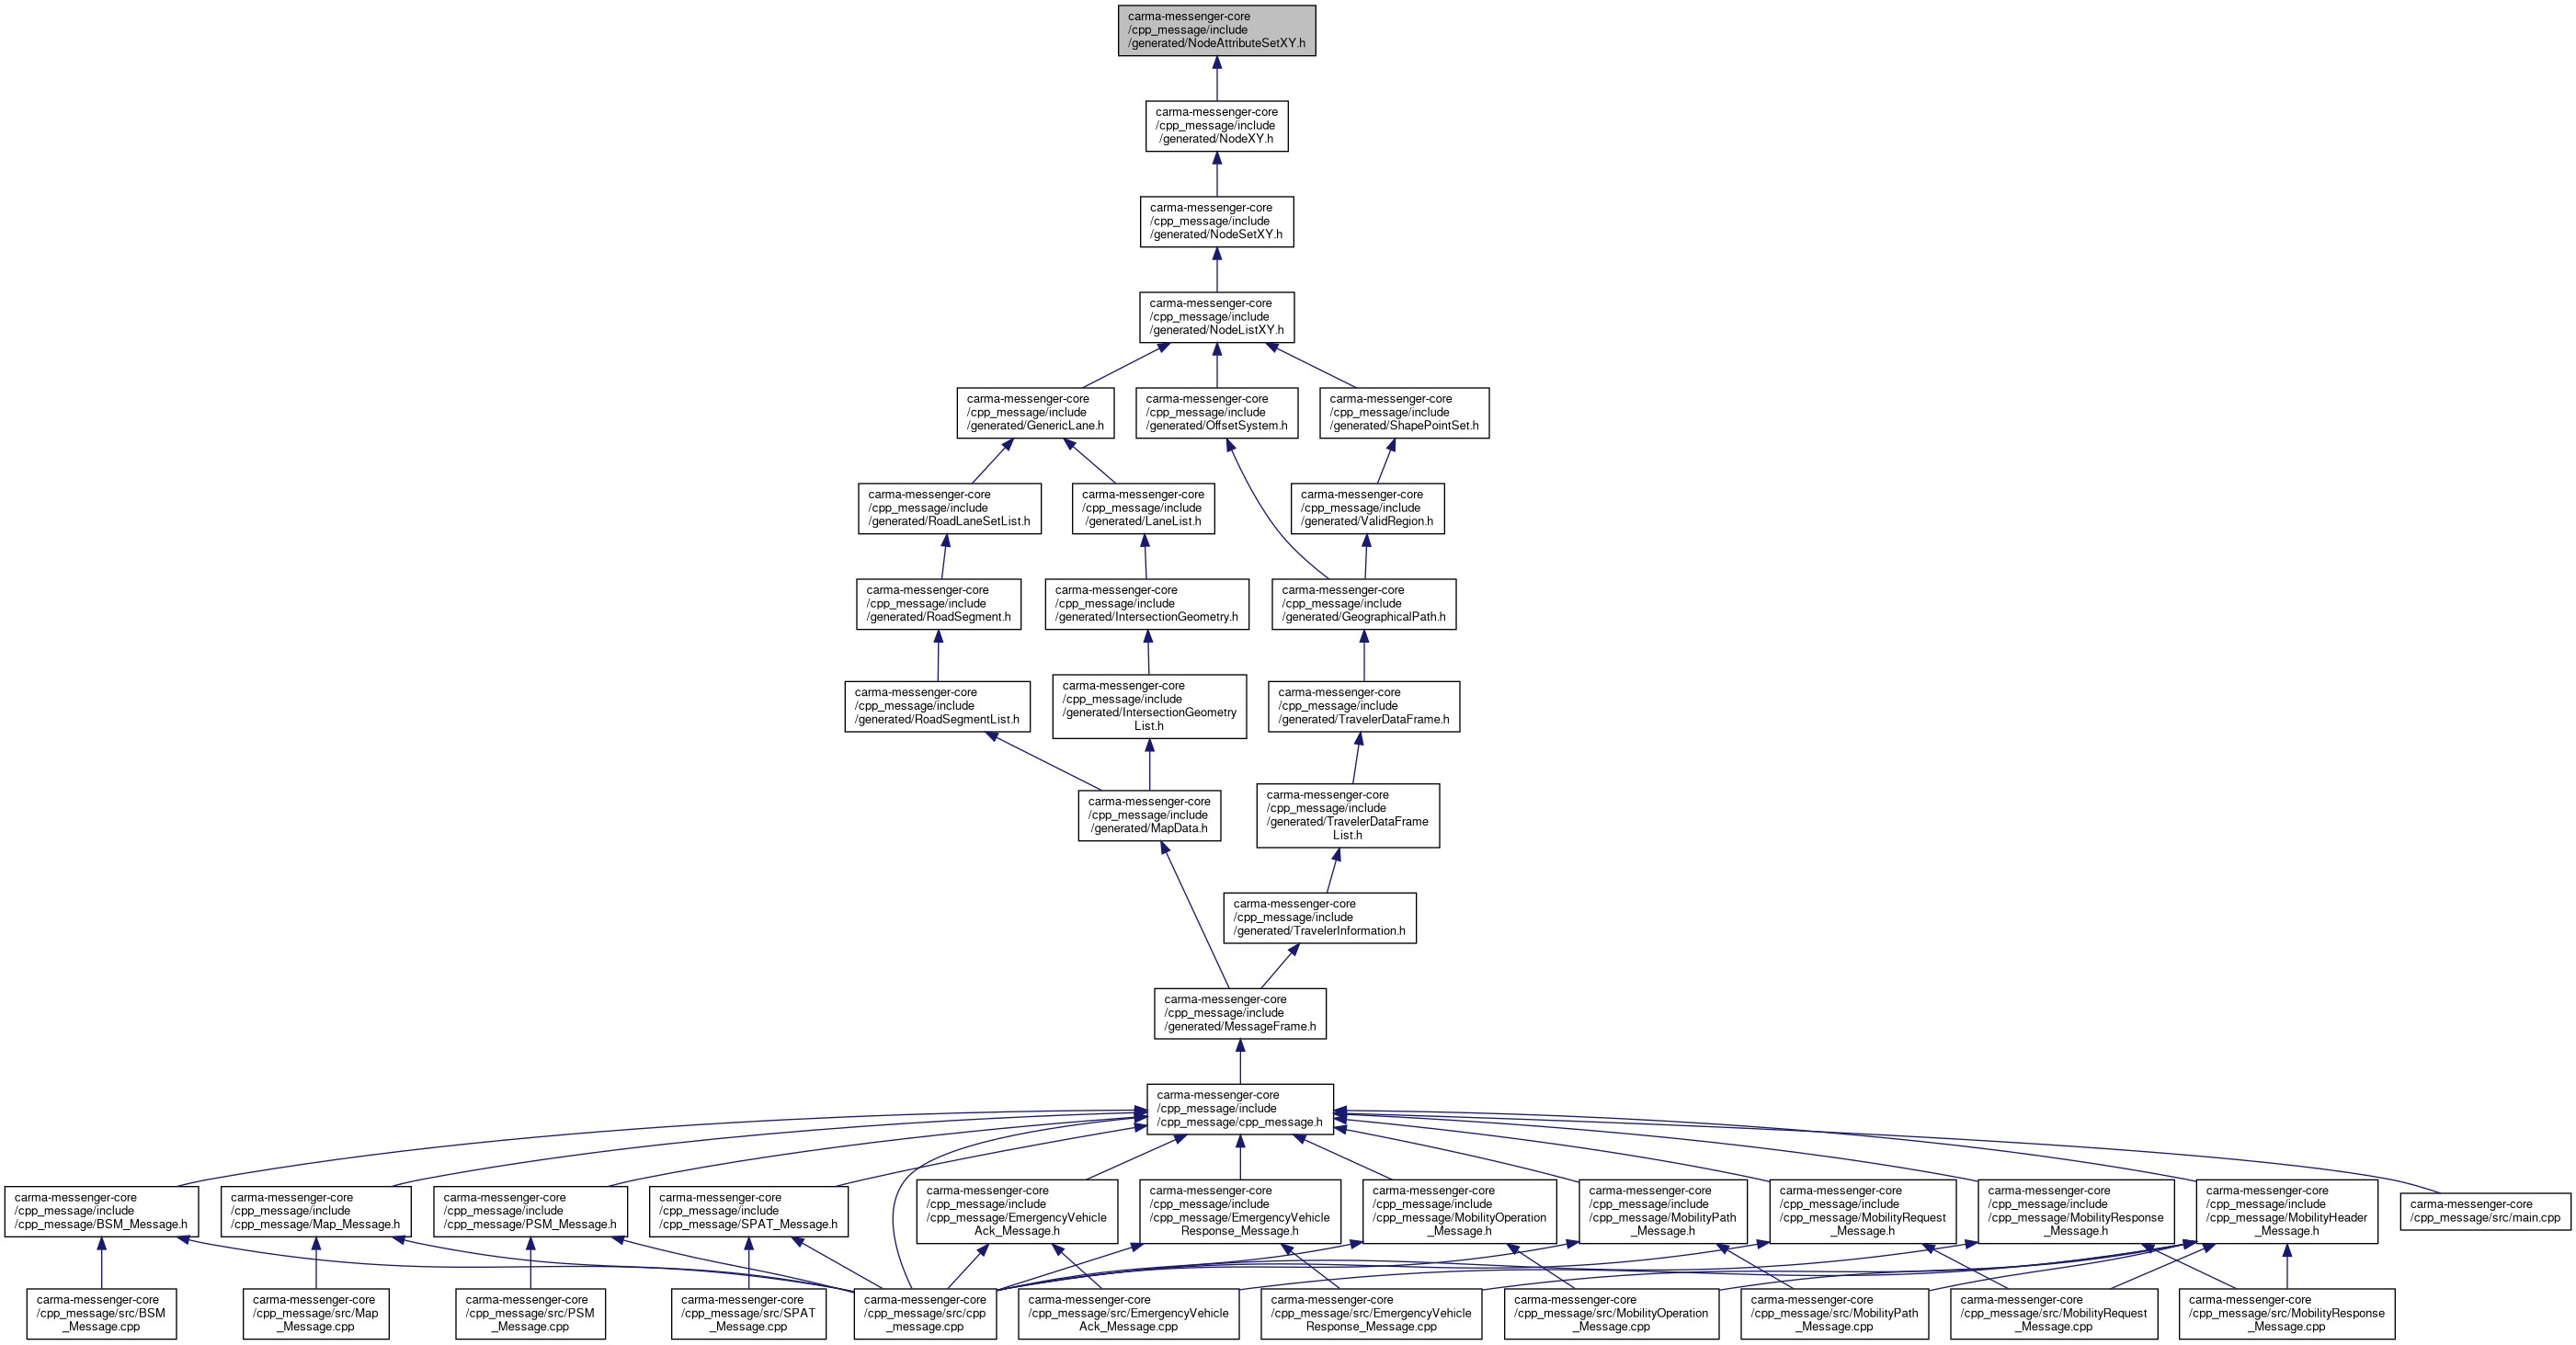 carma-messenger-core
/cpp_message/include
/generated/NodeAttributeSetXY.h
carma-messenger-core
/cpp_message/include
/generated/NodeXY.h
carma-messenger-core
/cpp_message/include
/generated/NodeSetXY.h
carma-messenger-core
/cpp_message/include
/generated/NodeListXY.h
carma-messenger-core
/cpp_message/include
/generated/GenericLane.h
carma-messenger-core
/cpp_message/include
/generated/OffsetSystem.h
carma-messenger-core
/cpp_message/include
/generated/ShapePointSet.h
carma-messenger-core
/cpp_message/include
/generated/RoadLaneSetList.h
carma-messenger-core
/cpp_message/include
/generated/LaneList.h
carma-messenger-core
/cpp_message/include
/generated/ValidRegion.h
carma-messenger-core
/cpp_message/include
/generated/RoadSegment.h
carma-messenger-core
/cpp_message/include
/generated/IntersectionGeometry.h
carma-messenger-core
/cpp_message/include
/generated/GeographicalPath.h
carma-messenger-core
/cpp_message/include
/generated/RoadSegmentList.h
carma-messenger-core
/cpp_message/include
/generated/IntersectionGeometry
List.h
carma-messenger-core
/cpp_message/include
/generated/TravelerDataFrame.h
carma-messenger-core
/cpp_message/include
/generated/MapData.h
carma-messenger-core
/cpp_message/include
/generated/TravelerDataFrame
List.h
carma-messenger-core
/cpp_message/include
/generated/TravelerInformation.h
carma-messenger-core
/cpp_message/include
/generated/MessageFrame.h
carma-messenger-core
/cpp_message/include
/cpp_message/cpp_message.h
carma-messenger-core
/cpp_message/include
/cpp_message/BSM_Message.h
carma-messenger-core
/cpp_message/include
/cpp_message/Map_Message.h
carma-messenger-core
/cpp_message/include
/cpp_message/PSM_Message.h
carma-messenger-core
/cpp_message/include
/cpp_message/SPAT_Message.h
carma-messenger-core
/cpp_message/include
/cpp_message/EmergencyVehicle
Ack_Message.h
carma-messenger-core
/cpp_message/include
/cpp_message/EmergencyVehicle
Response_Message.h
carma-messenger-core
/cpp_message/include
/cpp_message/MobilityOperation
_Message.h
carma-messenger-core
/cpp_message/include
/cpp_message/MobilityPath
_Message.h
carma-messenger-core
/cpp_message/include
/cpp_message/MobilityRequest
_Message.h
carma-messenger-core
/cpp_message/include
/cpp_message/MobilityResponse
_Message.h
carma-messenger-core
/cpp_message/include
/cpp_message/MobilityHeader
_Message.h
carma-messenger-core
/cpp_message/src/main.cpp
carma-messenger-core
/cpp_message/src/BSM
_Message.cpp
carma-messenger-core
/cpp_message/src/Map
_Message.cpp
carma-messenger-core
/cpp_message/src/PSM
_Message.cpp
carma-messenger-core
/cpp_message/src/SPAT
_Message.cpp
carma-messenger-core
/cpp_message/src/cpp
_message.cpp
carma-messenger-core
/cpp_message/src/EmergencyVehicle
Ack_Message.cpp
carma-messenger-core
/cpp_message/src/EmergencyVehicle
Response_Message.cpp
carma-messenger-core
/cpp_message/src/MobilityOperation
_Message.cpp
carma-messenger-core
/cpp_message/src/MobilityPath
_Message.cpp
carma-messenger-core
/cpp_message/src/MobilityRequest
_Message.cpp
carma-messenger-core
/cpp_message/src/MobilityResponse
_Message.cpp